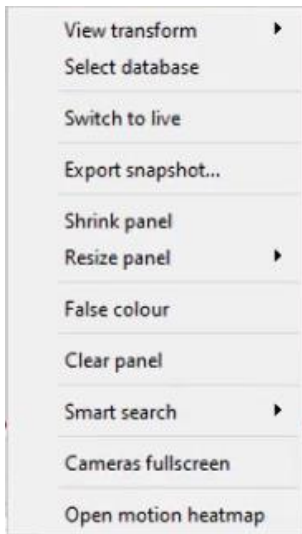 View transform
Select database
Switch to live
Export snapshot...
Shrink panel
Resize panel
False colour
Clear panel
Smart search
Cameras fullscreen
Open motion heatmap